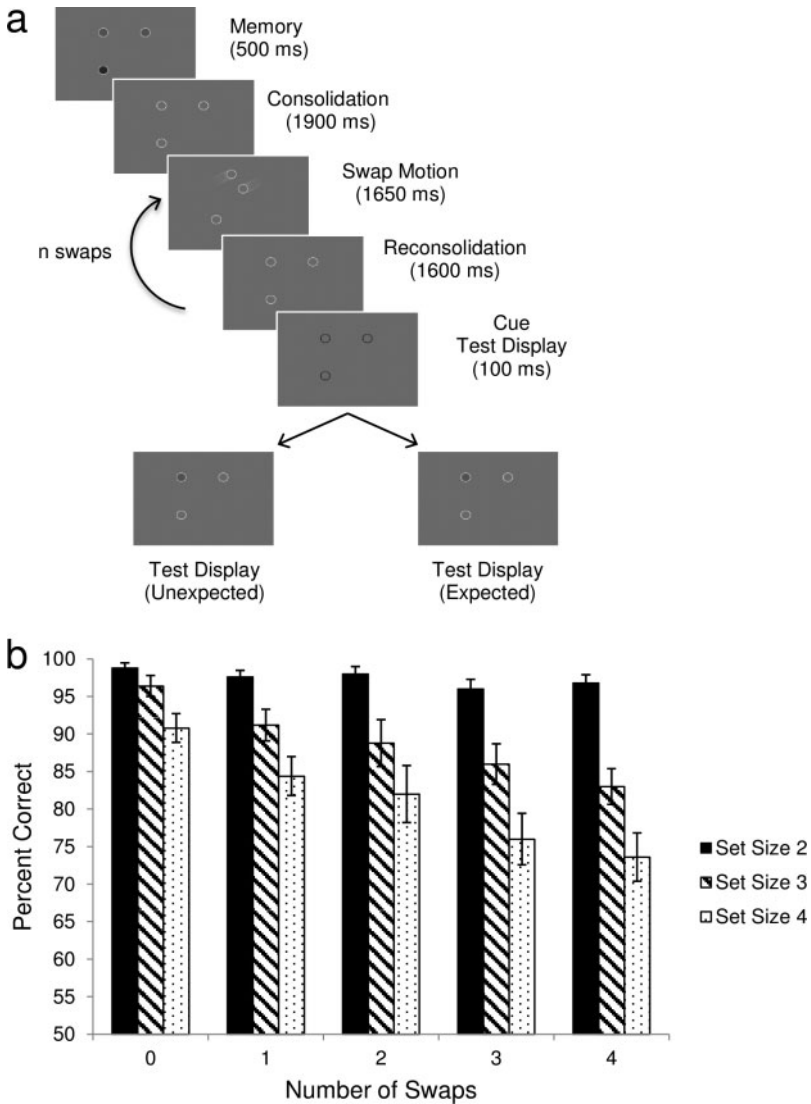 a
Memory
(500 ms)
Consolidation
(1900 ms)
Swap Motion
(1650 ms)
n swaps
Reconsolidation
(1600 ms)
Cue
Test Display
(100 ms)
Test Display
(Unexpected)
Test Display
(Expected)
b
Percent Correct
100
95
90
85
80
75
70
65
60
55
50
0 1 2 3 4
Number of Swaps
Set Size 2
Set Size 3
Set Size 4